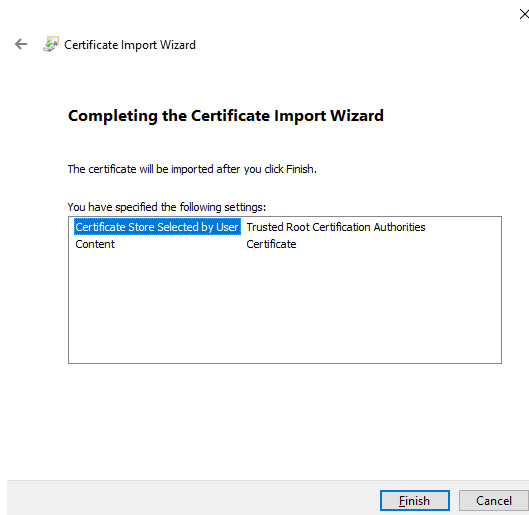 Certificate Import Wizard
Completing the Certificate Import Wizard
The certificate will be imported after you click Finish.
You have specified the following settings:
Certificate Store Selected by User Trusted Root Certification Authorities
Content Certificate
Finish Cancel